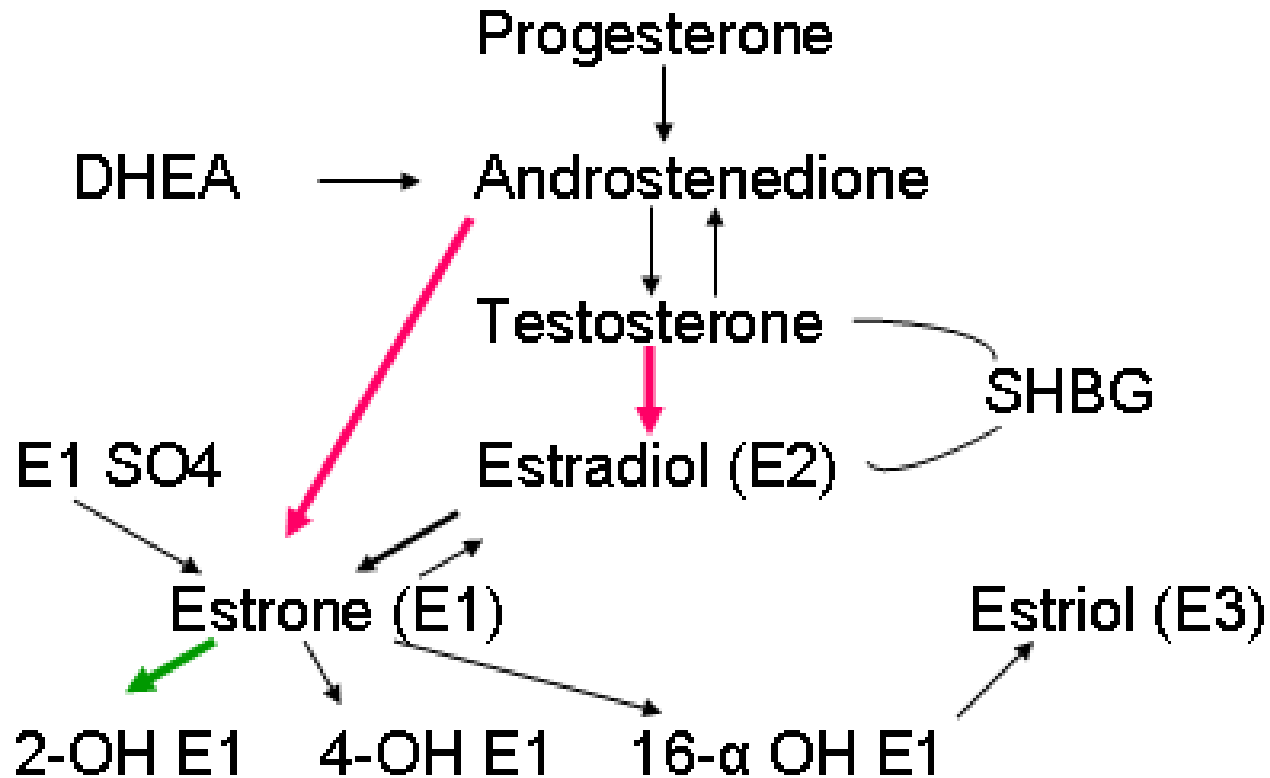 Progesterone
DHEA
Androstenedione
Testosterone
SHBG
E1 SO4
Estradiol (E2)
Estrone (E1)
Estriol (E3)
2-OH E1
4-OH E1
16-α OH E1